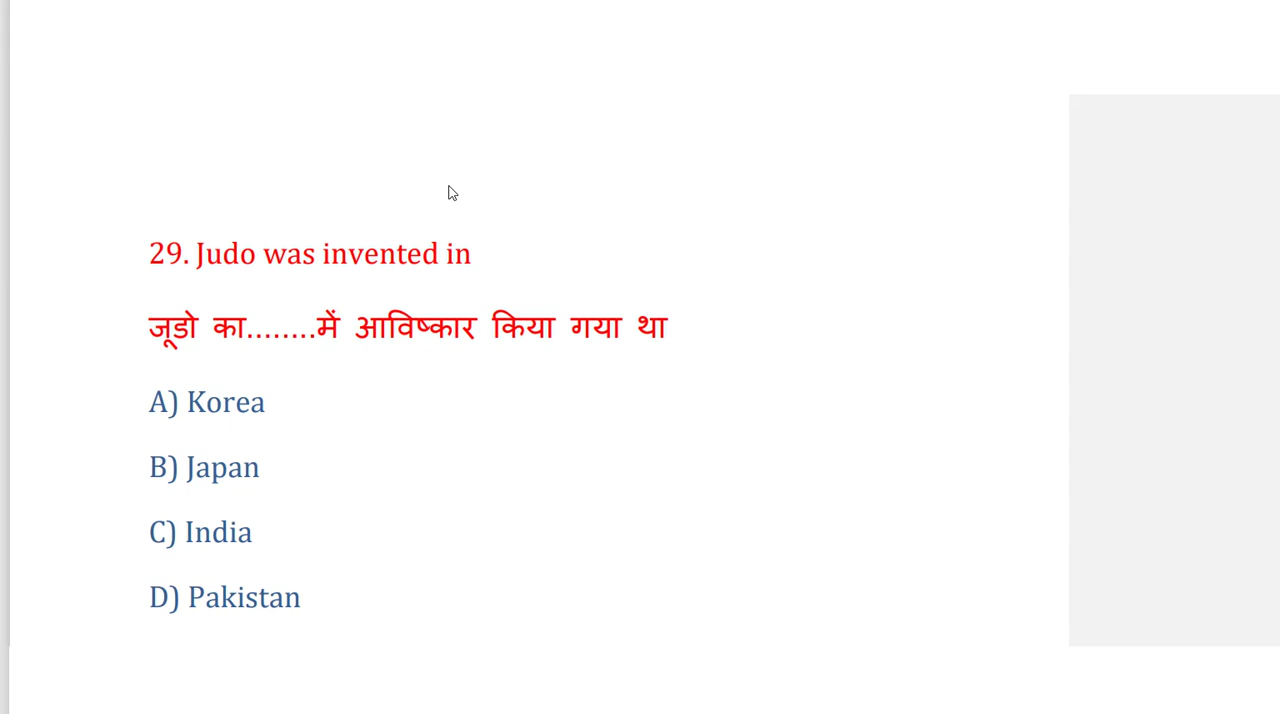 29. Judo was invented in
जूडो का........में आविष्कार किया गया था
A) Korea
B) Japan
C) India
D) Pakistan